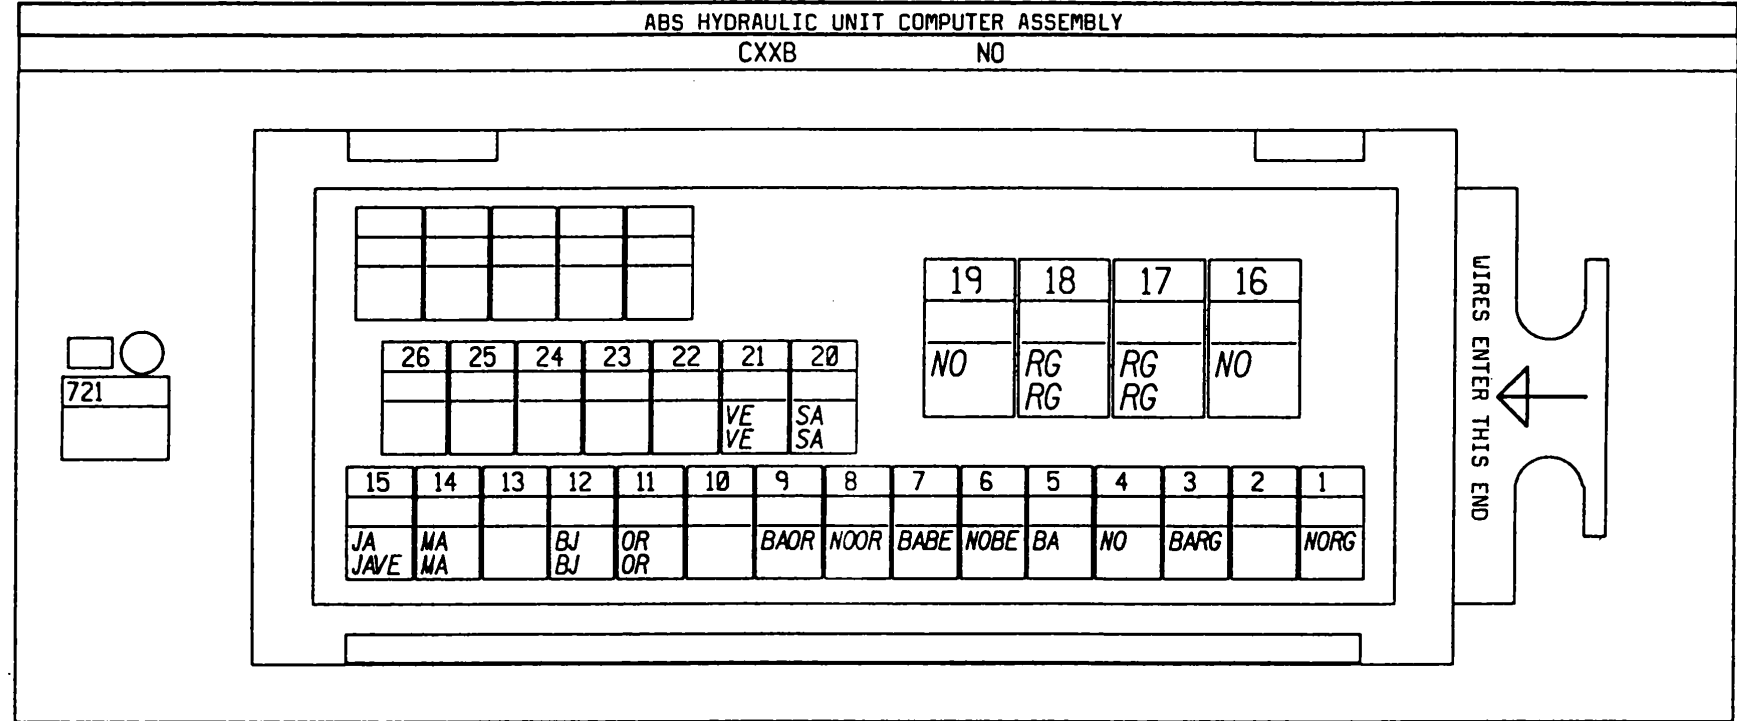 ABS HYDRAULIC UNIT COMPUTER ASSEMBLY
CXXB NO
19 18 17 16
NO RG RG NO
RG RG
WIRES ENTER THIS END
721
26 25 24 23 22 21 20
VE SA
VE SA
15 14 13 12 11 10 9 8 7 6 5 4 3 2 1
JA MA BJ OR BAOR NOOR BABE NOBE BA NO BARG NORG
JAVE MA BJ OR